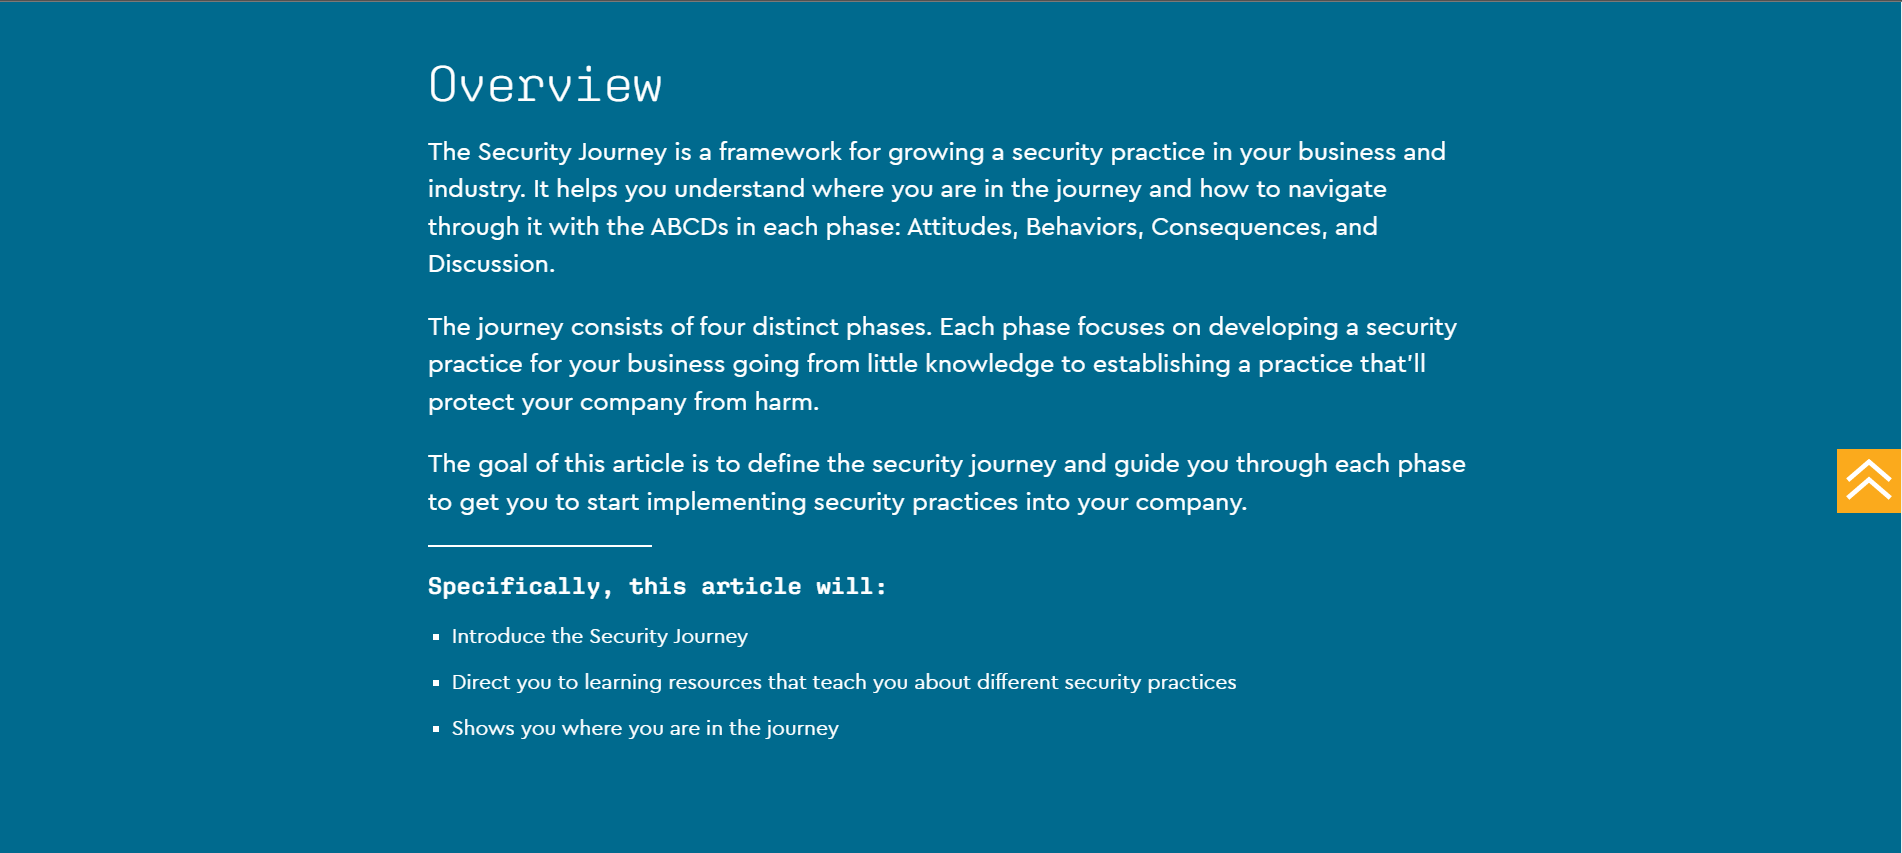 Overview
The Security Journey is a framework for growing a security practice in your business and
industry. It helps you understand where you are in the journey and how to navigate
through it with the ABCDs in each phase: Attitudes, Behaviors, Consequences, and
Discussion.
The journey consists of four distinct phases. Each phase focuses on developing a security
practice for your business going from little knowledge to establishing a practice that'll
protect your company from harm.
The goal of this article is to define the security journey and guide you through each phase
to get you to start implementing security practices into your company.
Specifically, this article will:
▪ Introduce the Security Journey
▪ Direct you to learning resources that teach you about different security practices
▪ Shows you where you are in the journey